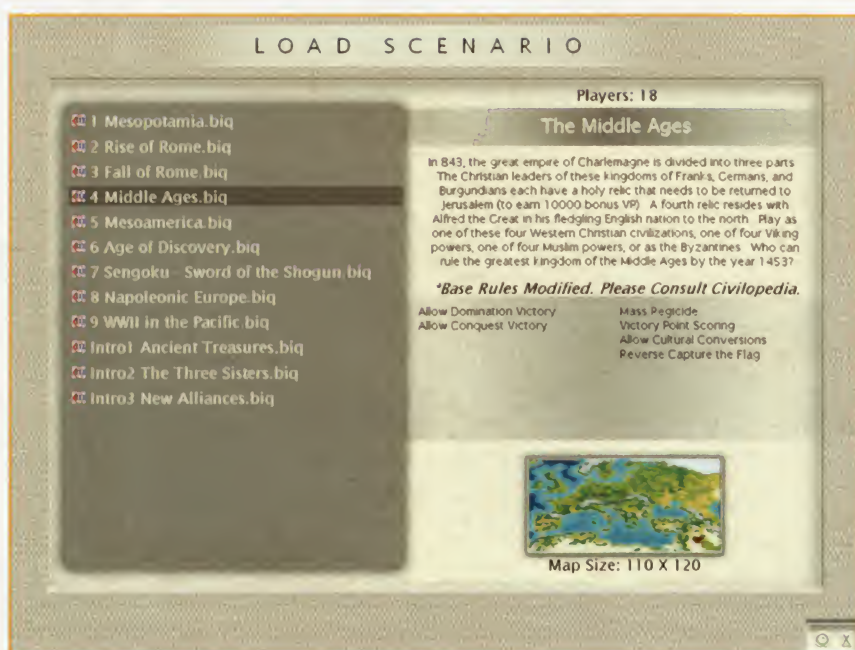 LOAD SCENARIO
1 Mesopotamia.biq
2 Rise of Rome.biq
3 Fall of Rome.biq
4 Middle Ages.biq
5 Mesoamerica.biq
6 Age of Discovery.biq
7 Sengoku - Sword of the Shogun.biq
8 Napoleonic Europe.biq
9 WWII in the Pacific.biq
Intro1 Ancient Treasures.biq
Intro2 The Three Sisters.biq
Intro3 New Alliances.biq
Players: 18
The Middle Ages
In 843, the great empire of Charlemagne is divided into three parts
The Christian leaders of these kingdoms of Franks, Germans, and
Burgundians each have a holy relic that needs to be returned to
Jerusalem (to earn 10000 bonus VP) A fourth relic resides with
Alfred the Great in his fledgling English nation to the north Play as
one of these four Western Christian civilizations, one of four Viking
powers, one of four Muslim powers, or as the Byzantines Who can
rule the greatest kingdom of the Middle Ages by the year 1453?
*Base Rules Modified. Please Consult Civilopedia.
Allow Domination Victory
Allow Conquest Victory
Mass Regicide
Victory Point Scoring
Allow Cultural Conversions
Reverse Capture the Flag
Map Size: 110 X 120